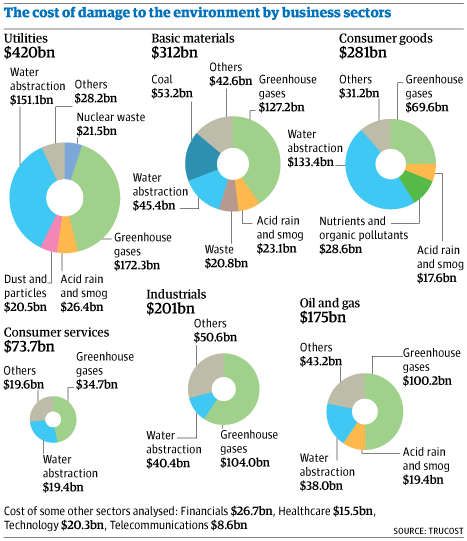 The cost of damage to the environment by business sectors
Utilities
$420bn
Water
abstraction
$151.1bn
Others
$28.2bn
Nuclear waste
$21.5bn
Greenhouse
gases
$172.3bn
Dust and
particles
$20.5bn
Acid rain
and smog
$26.4bn
Basic materials
$312bn
Coal
$53.2bn
Others
$42.6bn
Greenhouse
gases
$127.2bn
Water
abstraction
$45.4bn
Acid rain
and smog
$23.1bn
Waste
$20.8bn
Consumer goods
$281bn
Others
$31.2bn
Greenhouse
gases
$69.6bn
Water
abstraction
$133.4bn
Nutrients and
organic pollutants
$28.6bn
Acid rain
and smog
$17.6bn
Consumer services
$73.7bn
Others
$19.6bn
Greenhouse
gases
$34.7bn
Water
abstraction
$19.4bn
Industrials
$201bn
Others
$50.6bn
Water
abstraction
$40.4bn
Greenhouse
gases
$104.0bn
Oil and gas
$175bn
Others
$43.2bn
Greenhouse
gases
$100.2bn
Water
abstraction
$38.0bn
Acid rain
and smog
$19.4bn
Cost of some other sectors analysed: Financials $26.7bn, Healthcare $15.5bn,
Technology $20.3bn, Telecommunications $8.6bn
SOURCE: TRUCOST